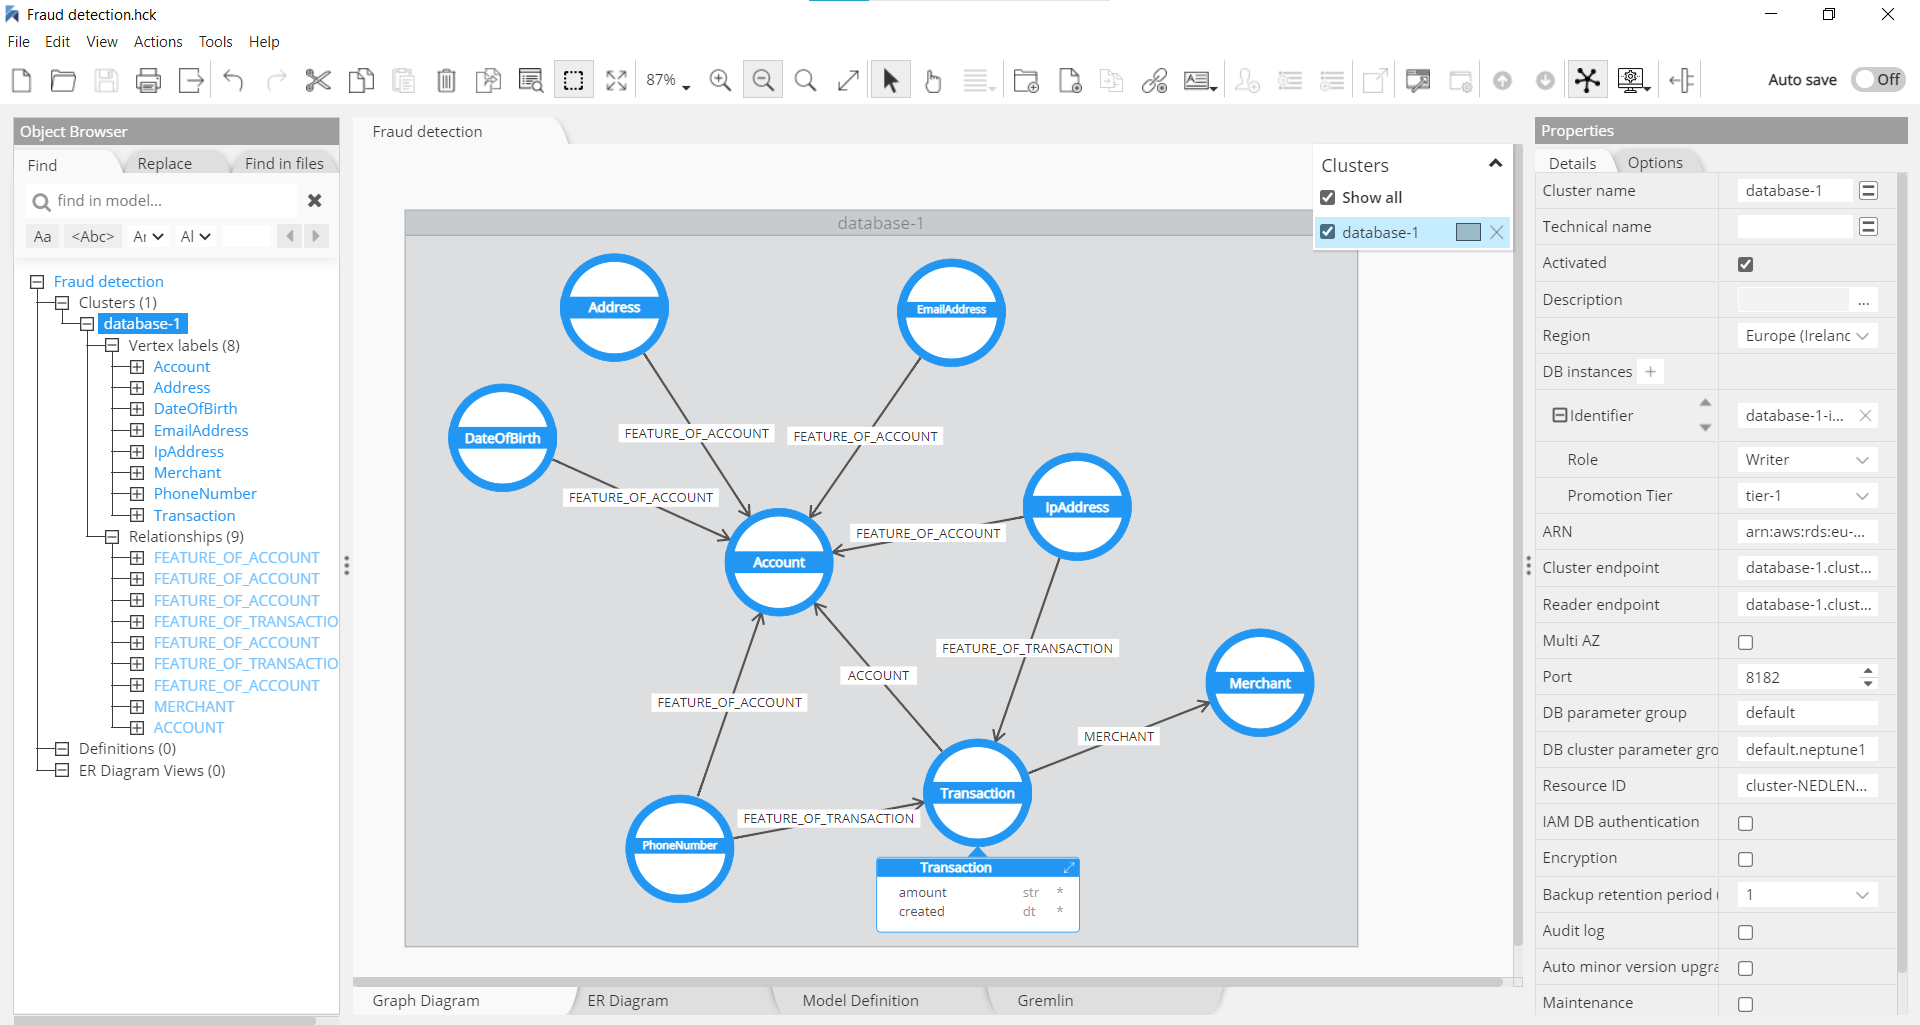 Fraud detection.hck
File Edit View Actions Tools Help
87%
Auto save Off
Object Browser
Find Replace Find in files
find in model...
Aa <Abc> Al
Fraud detection
Clusters (1)
database-1
Vertex labels (8)
Account
Address
DateOfBirth
EmailAddress
IpAddress
Merchant
PhoneNumber
Transaction
Relationships (9)
FEATURE_OF_ACCOUNT
FEATURE_OF_ACCOUNT
FEATURE_OF_ACCOUNT
FEATURE_OF_TRANSACTIO
FEATURE_OF_ACCOUNT
FEATURE_OF_TRANSACTIO
FEATURE_OF_ACCOUNT
MERCHANT
ACCOUNT
Definitions (0)
ER Diagram Views (0)
Fraud detection
Clusters
Show all
database-1
database-1
Address
EmailAddress
DateOfBirth
FEATURE_OF_ACCOUNT
FEATURE_OF_ACCOUNT
FEATURE_OF_ACCOUNT
IpAddress
FEATURE_OF_ACCOUNT
Account
FEATURE_OF_TRANSACTION
ACCOUNT
Merchant
FEATURE_OF_ACCOUNT
MERCHANT
Transaction
FEATURE_OF_TRANSACTION
PhoneNumber
Transaction
amount str *
created dt *
Graph Diagram ER Diagram Model Definition Gremlin
Properties
Details Options
Cluster name database-1
Technical name
Activated
Description ...
Region Europe (Irelanc
DB instances +
Identifier database-1-i...
Role Writer
Promotion Tier tier-1
ARN arn:aws:rds:eu-...
Cluster endpoint database-1.clust...
Reader endpoint database-1.clust...
Multi AZ
Port 8182
DB parameter group default
DB cluster parameter gro default.neptune1
Resource ID cluster-NEDLEN...
IAM DB authentication
Encryption
Backup retention period 1
Audit log
Auto minor version upgra
Maintenance